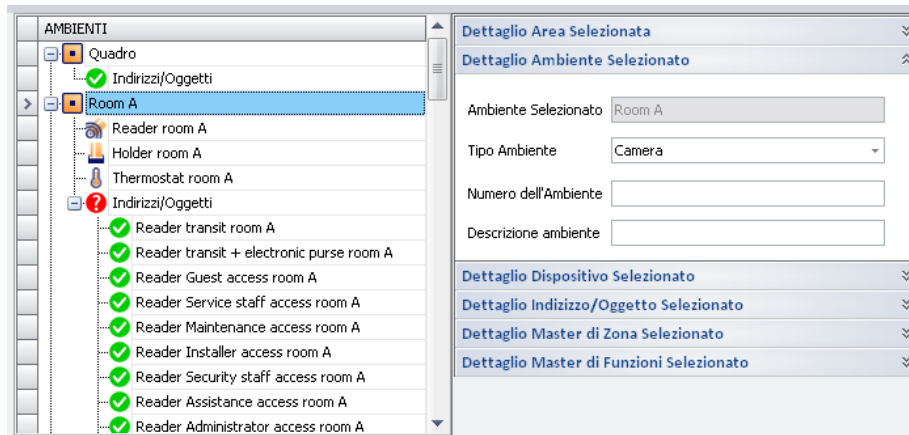 AMBIENTI
Quadro
Indirizzi/Oggetti
Room A
Reader room A
Holder room A
Thermostat room A
Indirizzi/Oggetti
Reader transit room A
Reader transit + electronic purse room A
Reader Guest access room A
Reader Service staff access room A
Reader Maintenance access room A
Reader Installer access room A
Reader Security staff access room A
Reader Assistance access room A
Reader Administrator access room A
Dettaglio Area Selezionata
Dettaglio Ambiente Selezionato
Ambiente Selezionato Room A
Tipo Ambiente Camera
Numero dell'Ambiente
Descrizione ambiente
Dettaglio Dispositivo Selezionato
Dettaglio Indizizzo/Oggetto Selezionato
Dettaglio Master di Zona Selezionato
Dettaglio Master di Funzioni Selezionato